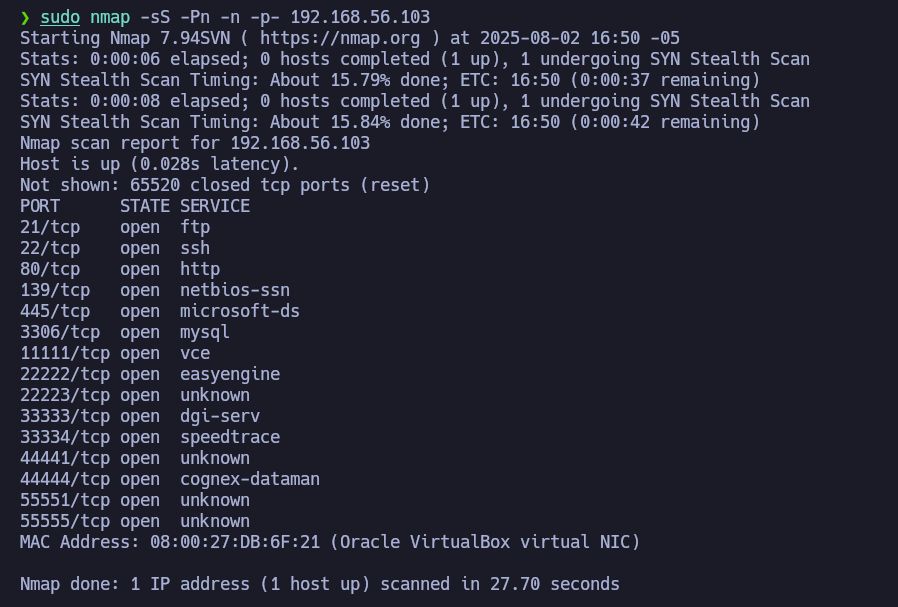 ❯ sudo nmap -sS -Pn -n -p- 192.168.56.103
Starting Nmap 7.94SVN ( https://nmap.org ) at 2025-08-02 16:50 -05
Stats: 0:00:06 elapsed; 0 hosts completed (1 up), 1 undergoing SYN Stealth Scan
SYN Stealth Scan Timing: About 15.79% done; ETC: 16:50 (0:00:37 remaining)
Stats: 0:00:08 elapsed; 0 hosts completed (1 up), 1 undergoing SYN Stealth Scan
SYN Stealth Scan Timing: About 15.84% done; ETC: 16:50 (0:00:42 remaining)
Nmap scan report for 192.168.56.103
Host is up (0.028s latency).
Not shown: 65520 closed tcp ports (reset)
PORT      STATE SERVICE
21/tcp    open  ftp
22/tcp    open  ssh
80/tcp    open  http
139/tcp   open  netbios-ssn
445/tcp   open  microsoft-ds
3306/tcp  open  mysql
11111/tcp open  vce
22222/tcp open  easyengine
22223/tcp open  unknown
33333/tcp open  dgi-serv
33334/tcp open  speedtrace
44441/tcp open  unknown
44444/tcp open  cognex-dataman
55551/tcp open  unknown
55555/tcp open  unknown
MAC Address: 08:00:27:DB:6F:21 (Oracle VirtualBox virtual NIC)
Nmap done: 1 IP address (1 host up) scanned in 27.70 seconds